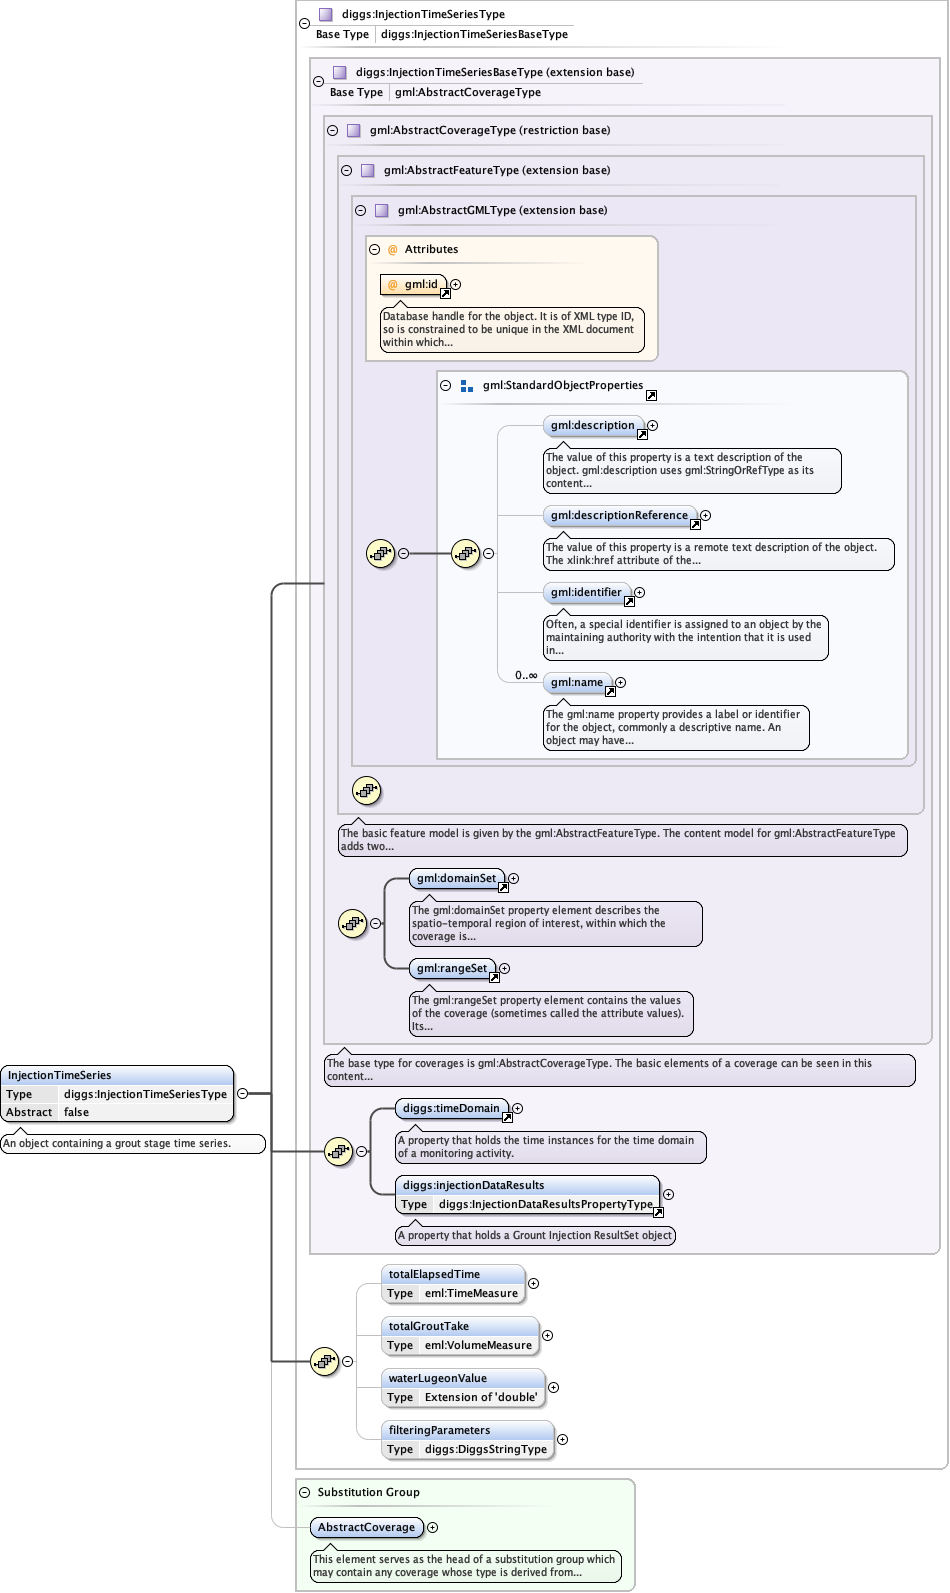 diggs:InjectionTimeSeriesType
Base Type diggs:InjectionTimeSeriesBaseType
diggs:InjectionTimeSeriesBaseType (extension base)
Base Type gml:AbstractCoverageType
gml:AbstractCoverageType (restriction base)
gml:AbstractFeatureType (extension base)
gml:AbstractGMLType (extension base)
@ Attributes
@ gml:id
Database handle for the object. It is of XML type ID,
so is constrained to be unique in the XML document
within which...
gml:StandardObjectProperties
gml:description
The value of this property is a text description of the
object. gml:description uses gml:StringOrRefType as its
content...
gml:descriptionReference
The value of this property is a remote text description of the object.
The xlink:href attribute of the...
gml:identifier
Often, a special identifier is assigned to an object by the
maintaining authority with the intention that it is used
in...
0..∞
gml:name
The gml:name property provides a label or identifier
for the object, commonly a descriptive name. An
object may have...
The basic feature model is given by the gml:AbstractFeatureType. The content model for gml:AbstractFeatureType
adds two...
gml:domainSet
The gml:domainSet property element describes the
spatio-temporal region of interest, within which the
coverage is...
gml:rangeSet
The gml:rangeSet property element contains the values
of the coverage (sometimes called the attribute values).
Its...
The base type for coverages is gml:AbstractCoverageType. The basic elements of a coverage can be seen in this
content...
InjectionTimeSeries
Type diggs:InjectionTimeSeriesType
Abstract false
An object containing a grout stage time series.
diggs:timeDomain
A property that holds the time instances for the time domain
of a monitoring activity.
diggs:injectionDataResults
Type diggs:InjectionDataResultsPropertyType
A property that holds a Grount Injection ResultSet object
totalElapsedTime
Type eml:TimeMeasure
totalGroutTake
Type eml:VolumeMeasure
waterLugeonValue
Type Extension of 'double'
filteringParameters
Type diggs:DiggsStringType
Substitution Group
AbstractCoverage
This element serves as the head of a substitution group which
may contain any coverage whose type is derived from...